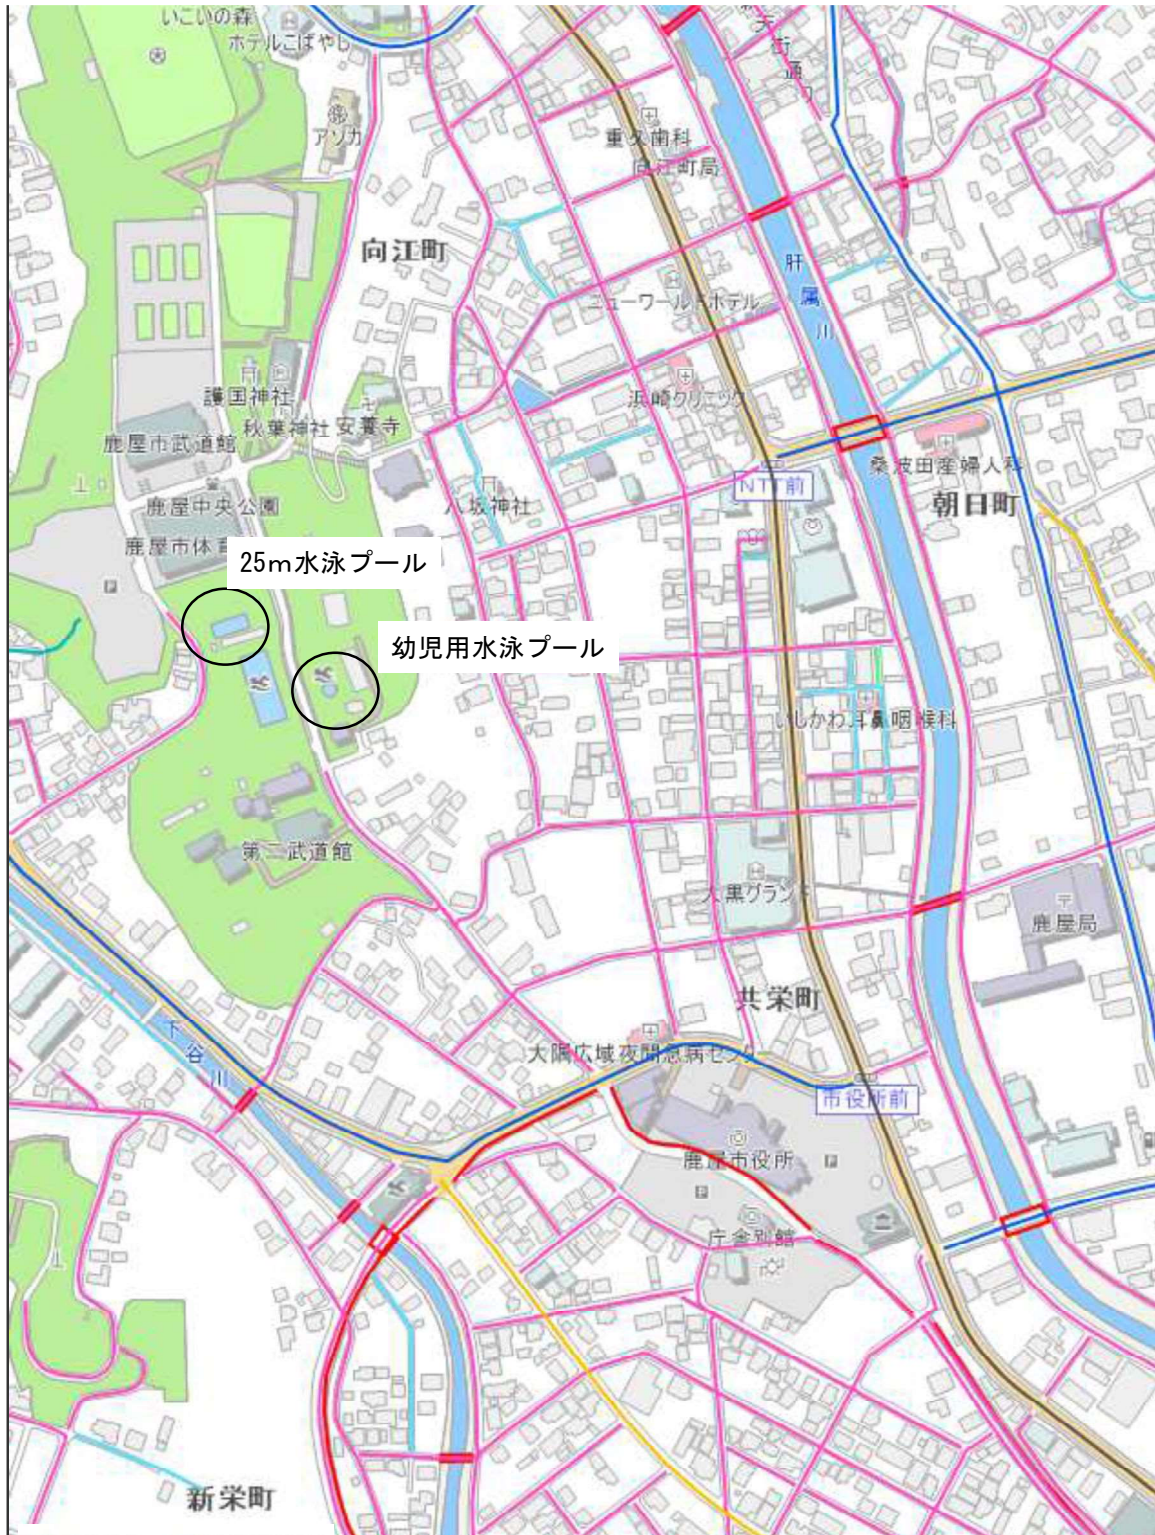 いこいの森
ホテルこばやし
アソカ
重久歯科
向江町局
向江町
肝
属
川
ニューワールドホテル
浜崎クリニック
護国神社
秋葉神社
安養寺
鹿屋市武道館
八坂神社
鹿屋中央公園
鹿屋市体育
NTT前
桑波田産婦人科
朝日町
25m水泳プール
幼児用水泳プール
いしかわ耳鼻咽喉科
第二武道館
大黒グランド
鹿屋局
共栄町
下
谷
川
大隅広域夜間急病センター
市役所前
鹿屋市役所
庁舎別館
新栄町